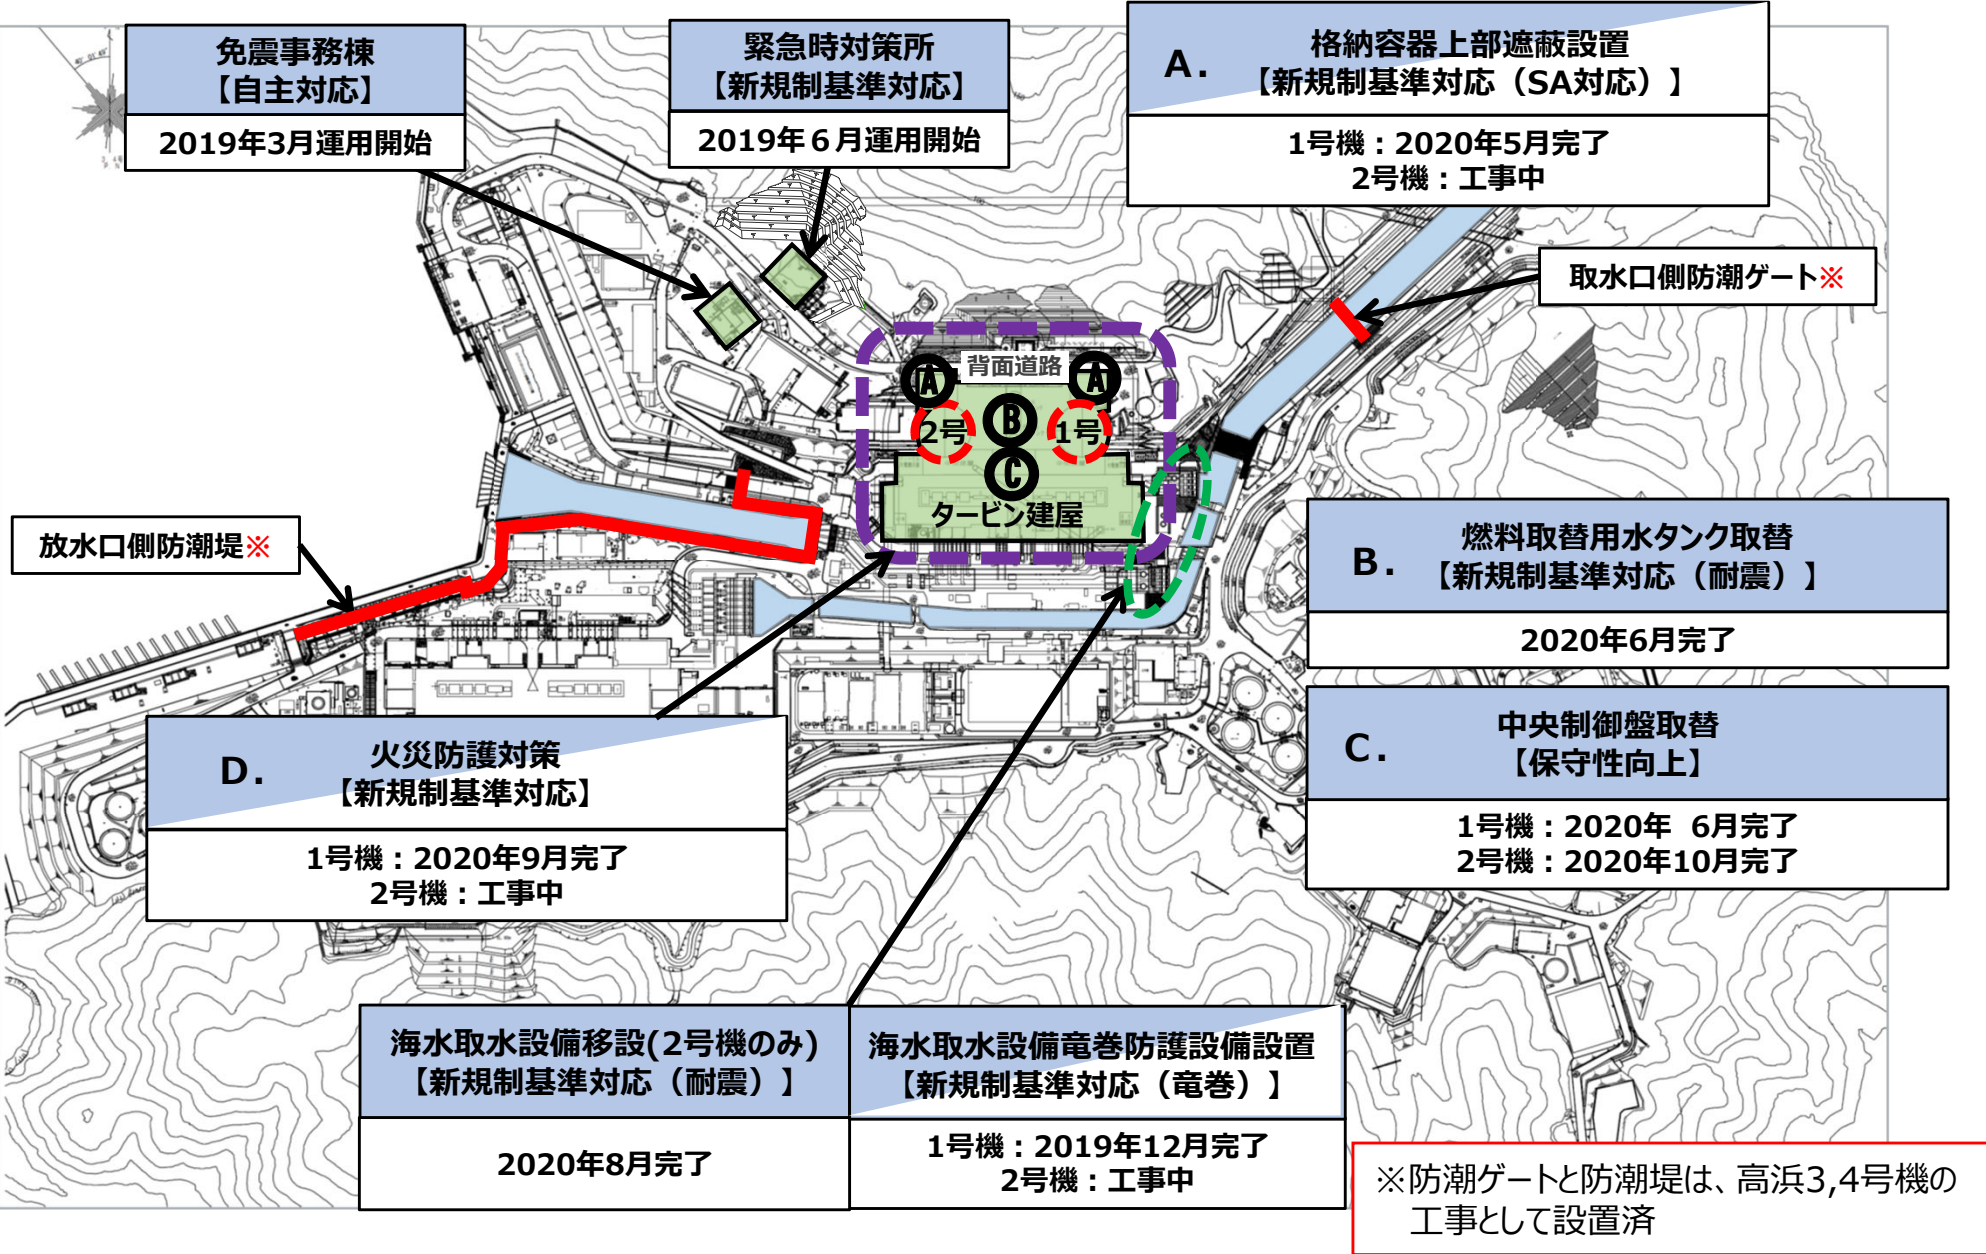 免震事務棟
【自主対応】
2019年3月運用開始
緊急時対策所
【新規制基準対応】
2019年６月運用開始
A.
格納容器上部遮蔽設置
【新規制基準対応（SA対応）】
1号機：2020年5月完了
2号機：工事中
取水口側防潮ゲート※
背面道路
A
A
B
2号
1号
C
タービン建屋
放水口側防潮堤※
B.
燃料取替用水タンク取替
【新規制基準対応（耐震）】
2020年6月完了
C.
中央制御盤取替
【保守性向上】
1号機：2020年 6月完了
2号機：2020年10月完了
D.
火災防護対策
【新規制基準対応】
1号機：2020年9月完了
2号機：工事中
海水取水設備移設(2号機のみ)
【新規制基準対応（耐震）】
2020年8月完了
海水取水設備竜巻防護設備設置
【新規制基準対応（竜巻）】
1号機：2019年12月完了
2号機：工事中
※防潮ゲートと防潮堤は、高浜3,4号機の
工事として設置済